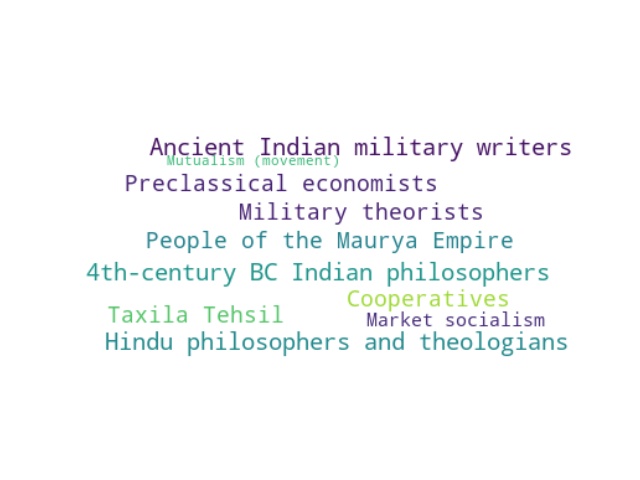 Ancient Indian military writers
Mutualism (movement)
Preclassical economists
Military theorists
People of the Maurya Empire
4th-century BC Indian philosophers
Cooperatives
Taxila Tehsil
Market socialism
Hindu philosophers and theologians